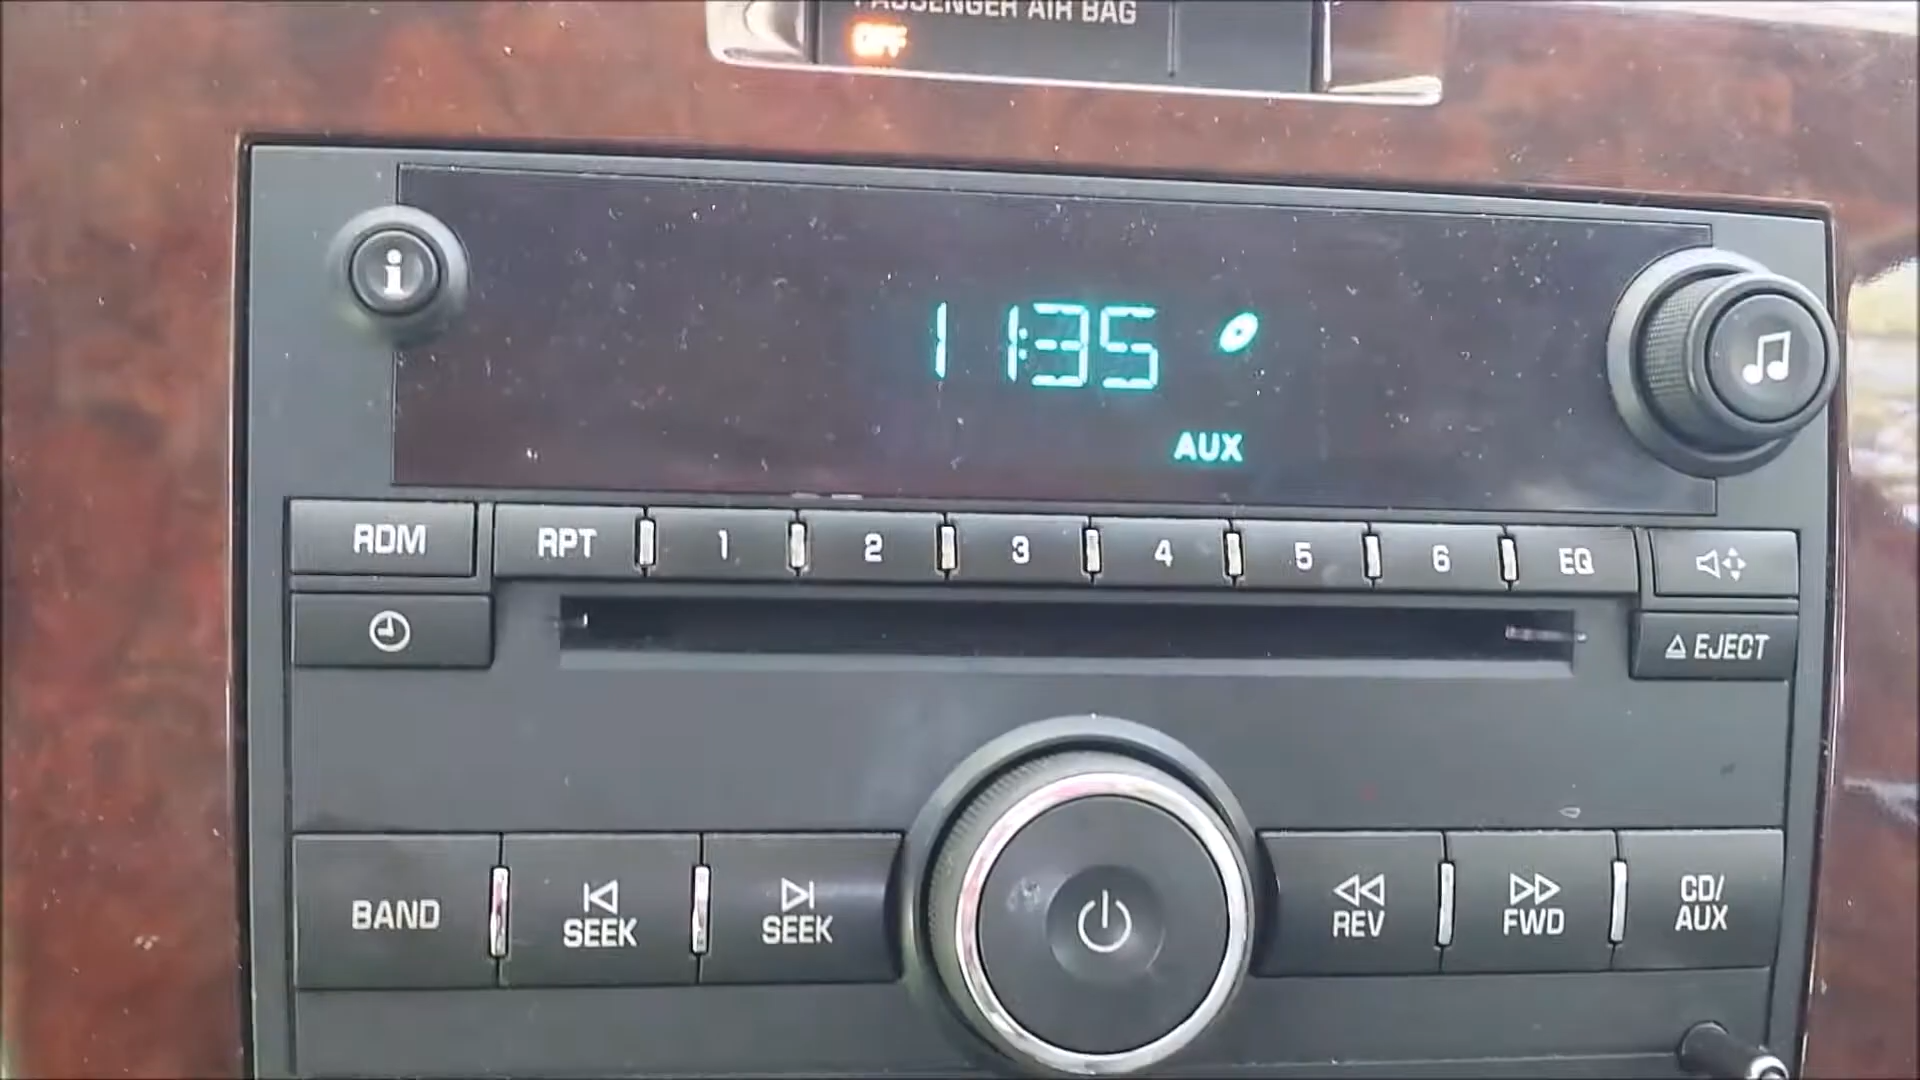 PASSENGER AIR BAG
OFF
i
11:35
AUX
RDM
RPT
1
2
3
4
5
6
EQ
EJECT
BAND
SEEK
SEEK
REV
FWD
CD/
AUX